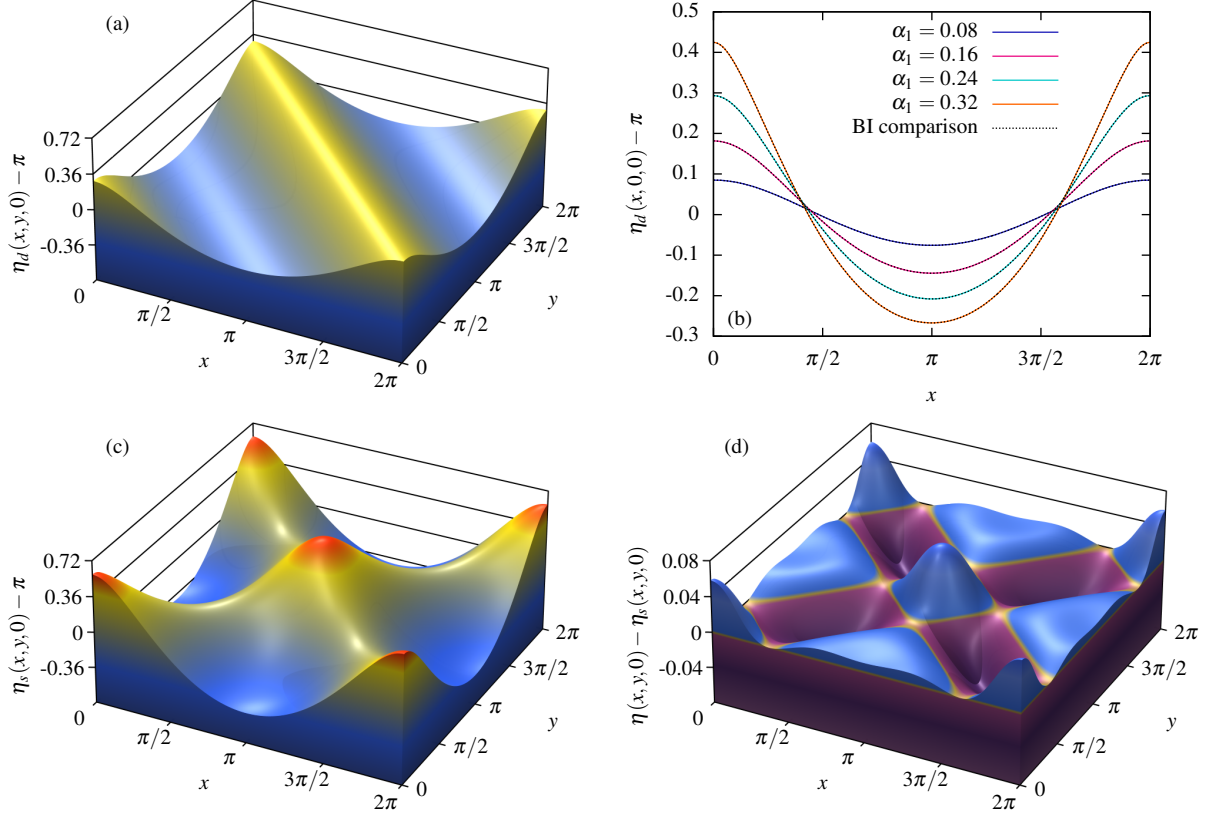 (a)
0.72
0.36
0
-0.36
η_d(x,y,0) − π
0
π/2
π
3π/2
2π
x
0
π/2
π
3π/2
2π
y
0.5
0.4
0.3
0.2
0.1
0
-0.1
-0.2
-0.3
η_d(x,0,0) − π
α₁ = 0.08
α₁ = 0.16
α₁ = 0.24
α₁ = 0.32
BI comparison
(b)
0
π/2
π
3π/2
2π
x
(c)
0.72
0.36
0
-0.36
η_s(x,y,0) − π
0
π/2
π
3π/2
2π
x
0
π/2
π
3π/2
2π
y
(d)
0.08
0.04
0
-0.04
η(x,y,0) − η_s(x,y,0)
0
π/2
π
3π/2
2π
x
0
π/2
π
3π/2
2π
y